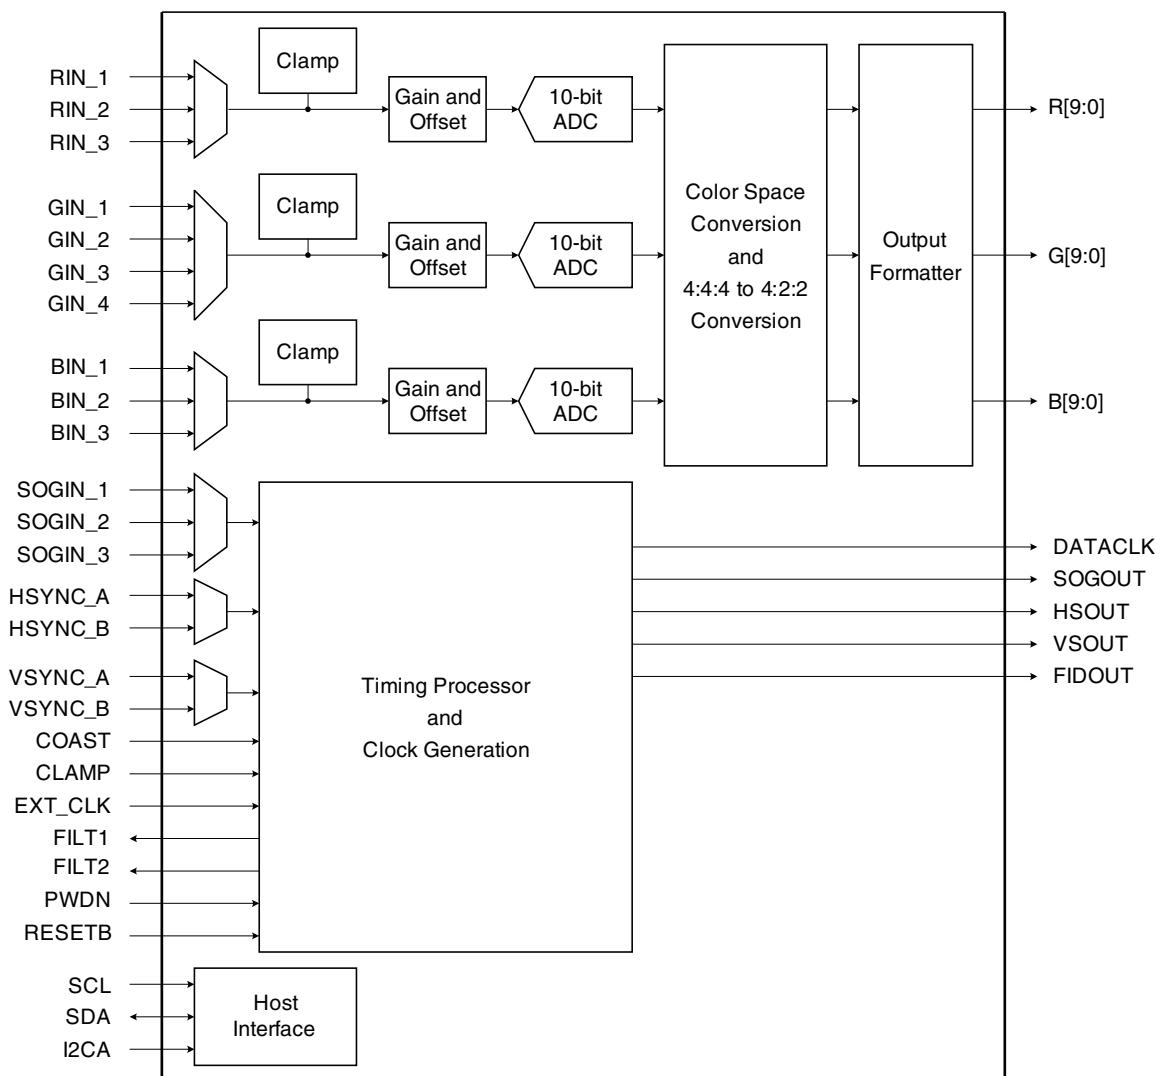 RIN_1
RIN_2
RIN_3
Clamp
Gain and
Offset
10-bit
ADC
R[9:0]
GIN_1
GIN_2
GIN_3
GIN_4
Clamp
Gain and
Offset
10-bit
ADC
Color Space
Conversion
and
4:4:4 to 4:2:2
Conversion
Output
Formatter
G[9:0]
BIN_1
BIN_2
BIN_3
Clamp
Gain and
Offset
10-bit
ADC
B[9:0]
SOGIN_1
SOGIN_2
SOGIN_3
HSYNC_A
HSYNC_B
VSYNC_A
VSYNC_B
COAST
CLAMP
EXT_CLK
FILT1
FILT2
PWDN
RESETB
Timing Processor
and
Clock Generation
DATACLK
SOGOUT
HSOUT
VSOUT
FIDOUT
SCL
SDA
I2CA
Host
Interface